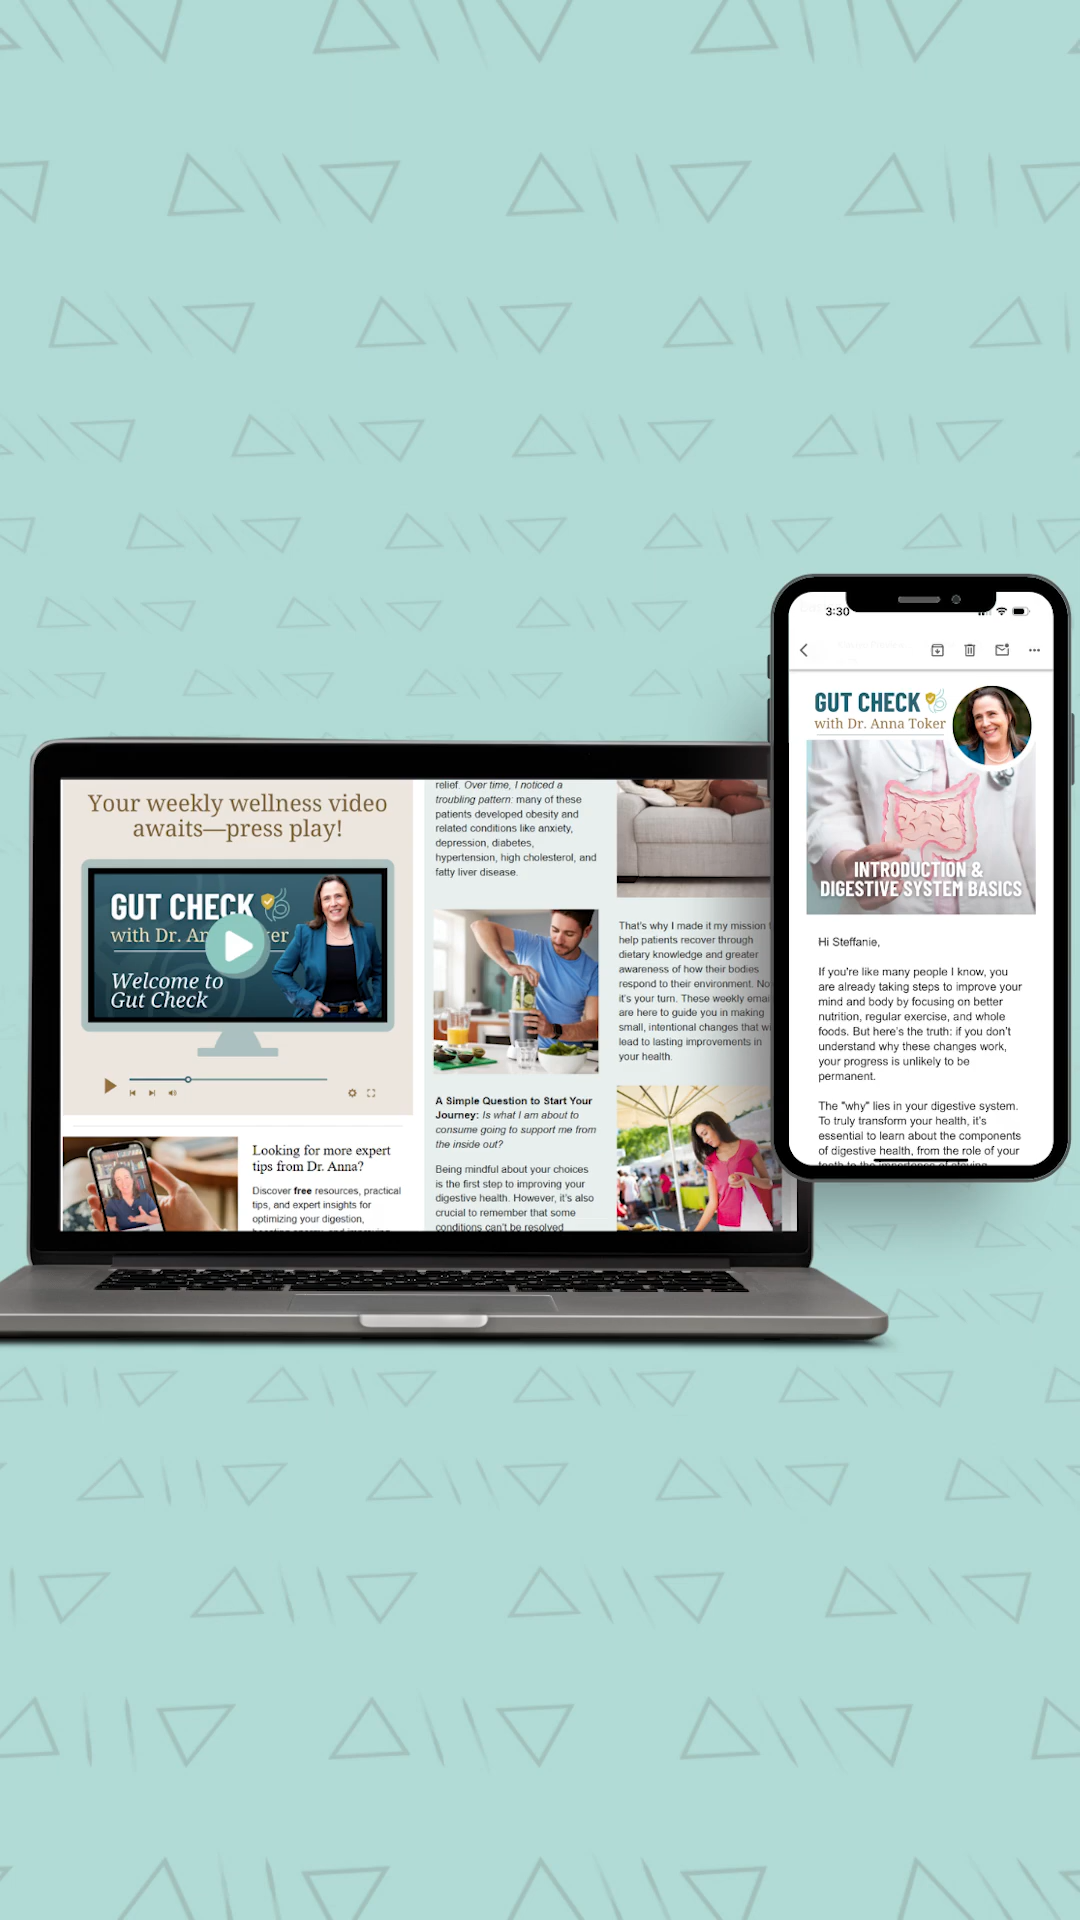 Your weekly wellness video
awaits—press play!
GUT CHECK
with Dr. An
er
Welcome to
Gut Check
Looking for more expert
tips from Dr. Anna?
Discover free resources, practical
tips, and expert insights for
optimizing your digestion,
relief. Over time, I noticed a
troubling pattern: many of these
patients developed obesity and
related conditions like anxiety,
depression, diabetes,
hypertension, high cholesterol, and
fatty liver disease.
A Simple Question to Start Your
Journey: Is what I am about to
consume going to support me from
the inside out?
Being mindful about your choices
is the first step to improving your
digestive health. However, it's also
crucial to remember that some
conditions can't be resolved
That's why I made it my mission
help patients recover through
dietary knowledge and greater
awareness of how their bodies
respond to their environment. No
it's your turn. These weekly emai
are here to guide you in making
small, intentional changes that w
lead to lasting improvements in
your health.
3:30
GUT CHECK
with Dr. Anna Toker
INTRODUCTION &
DIGESTIVE SYSTEM BASICS
Hi Steffanie,
If you're like many people I know, you
are already taking steps to improve your
mind and body by focusing on better
nutrition, regular exercise, and whole
foods. But here's the truth: if you don't
understand why these changes work,
your progress is unlikely to be
permanent.
The "why" lies in your digestive system.
To truly transform your health, it's
essential to learn about the components
of digestive health, from the role of your
teeth to the importance of staying